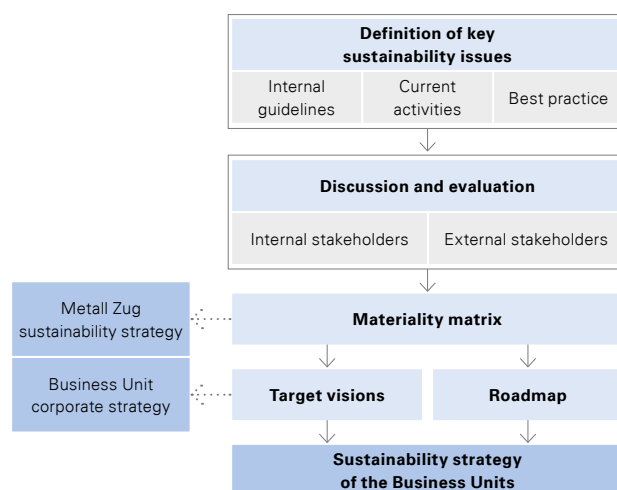 Definition of key
sustainability issues
Internal
guidelines
Current
activities
Best practice
Discussion and evaluation
Internal stakeholders
External stakeholders
Metall Zug
sustainability strategy
Materiality matrix
Business Unit
corporate strategy
Target visions
Roadmap
Sustainability strategy
of the Business Units